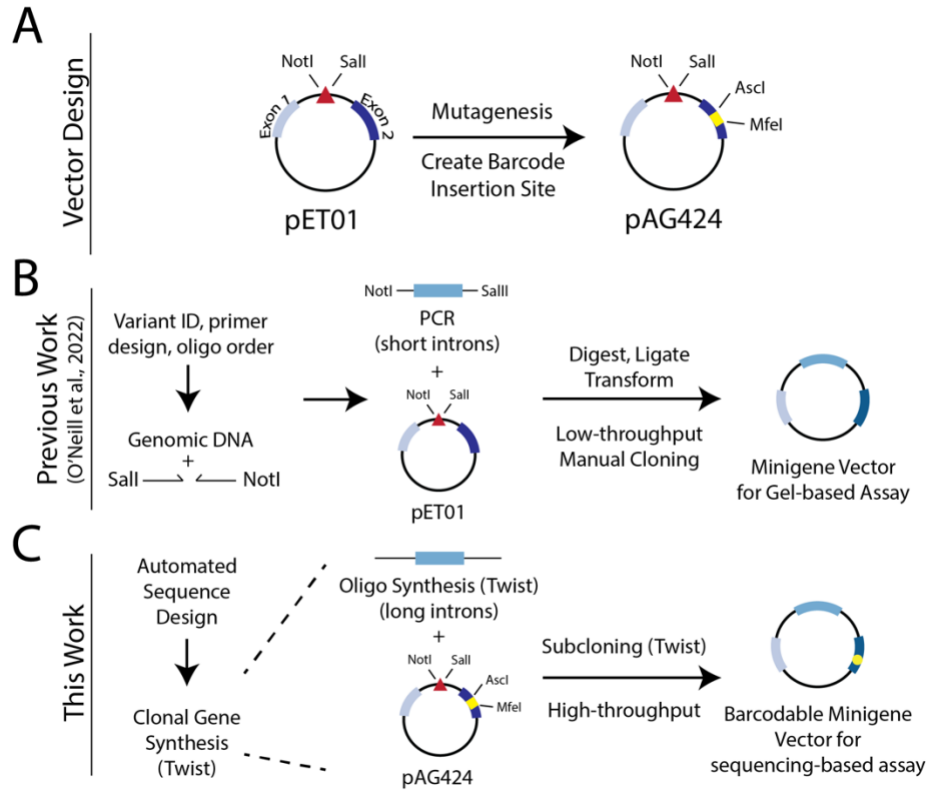 A
Vector Design
NotI SalI
Exon 1
Exon 2
pET01
Mutagenesis
Create Barcode
Insertion Site
NotI SalI
AscI
MfeI
pAG424
B
Previous Work
(O'Neill et al., 2022)
Variant ID, primer
design, oligo order
Genomic DNA
+
SalI NotI
NotI SalII
PCR
(short introns)
+
NotI SalI
pET01
Digest, Ligate
Transform
Low-throughput
Manual Cloning
Minigene Vector
for Gel-based Assay
C
This Work
Automated
Sequence
Design
Clonal Gene
Synthesis
(Twist)
Oligo Synthesis (Twist)
(long introns)
+
NotI SalI
AscI
MfeI
pAG424
Subcloning (Twist)
High-throughput
Barcodable Minigene
Vector for
sequencing-based assay